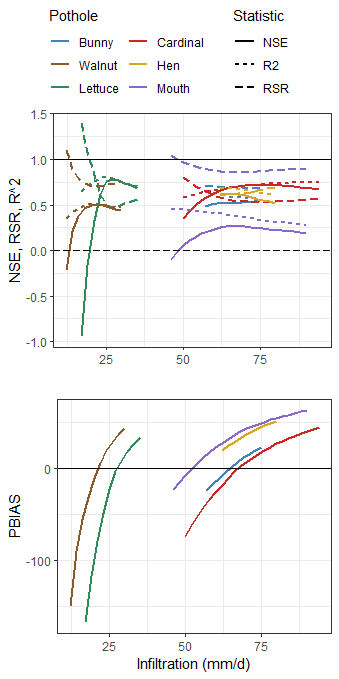 Pothole Statistic
Bunny Cardinal NSE
Walnut Hen R2
Lettuce Mouth RSR
NSE, RSR, R^2
1.5
1.0
0.5
0.0
-0.5
-1.0
25 50 75
PBIAS
0
-100
25 50 75
Infiltration (mm/d)